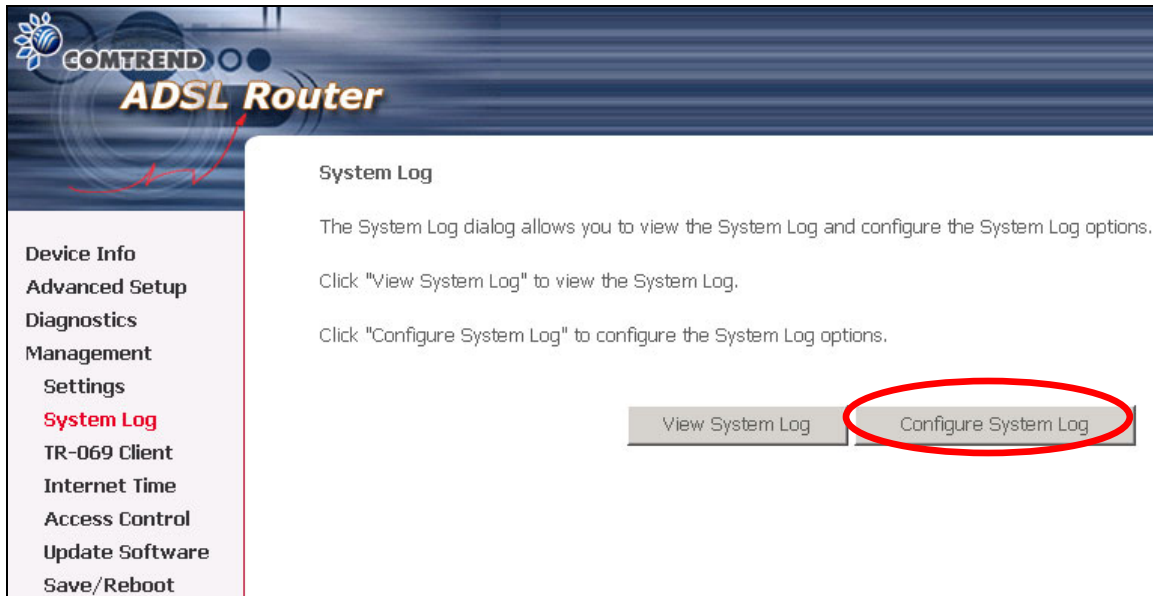 COMTREND
ADSL Router
System Log
The System Log dialog allows you to view the System Log and configure the System Log options.
Click "View System Log" to view the System Log.
Click "Configure System Log" to configure the System Log options.
View System Log
Configure System Log
Device Info
Advanced Setup
Diagnostics
Management
Settings
System Log
TR-069 Client
Internet Time
Access Control
Update Software
Save/Reboot